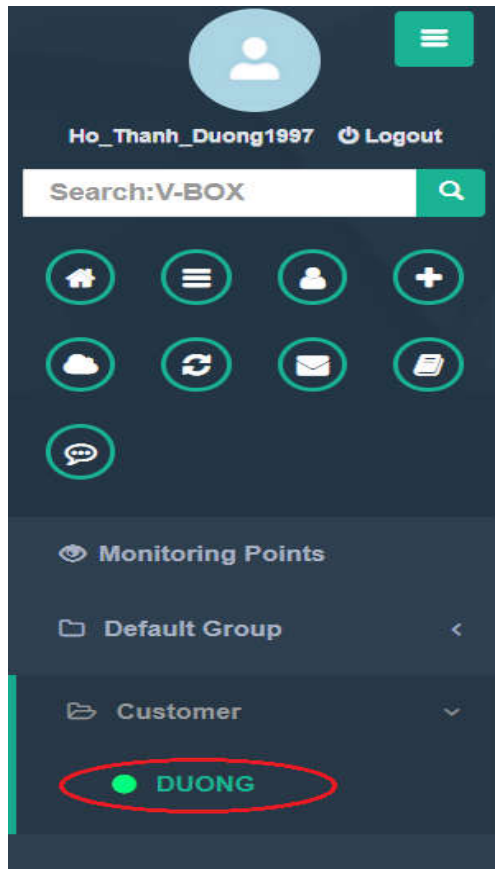 Ho_Thanh_Duong1997 Logout
Search:V-BOX
Monitoring Points
Default Group
Customer
DUONG